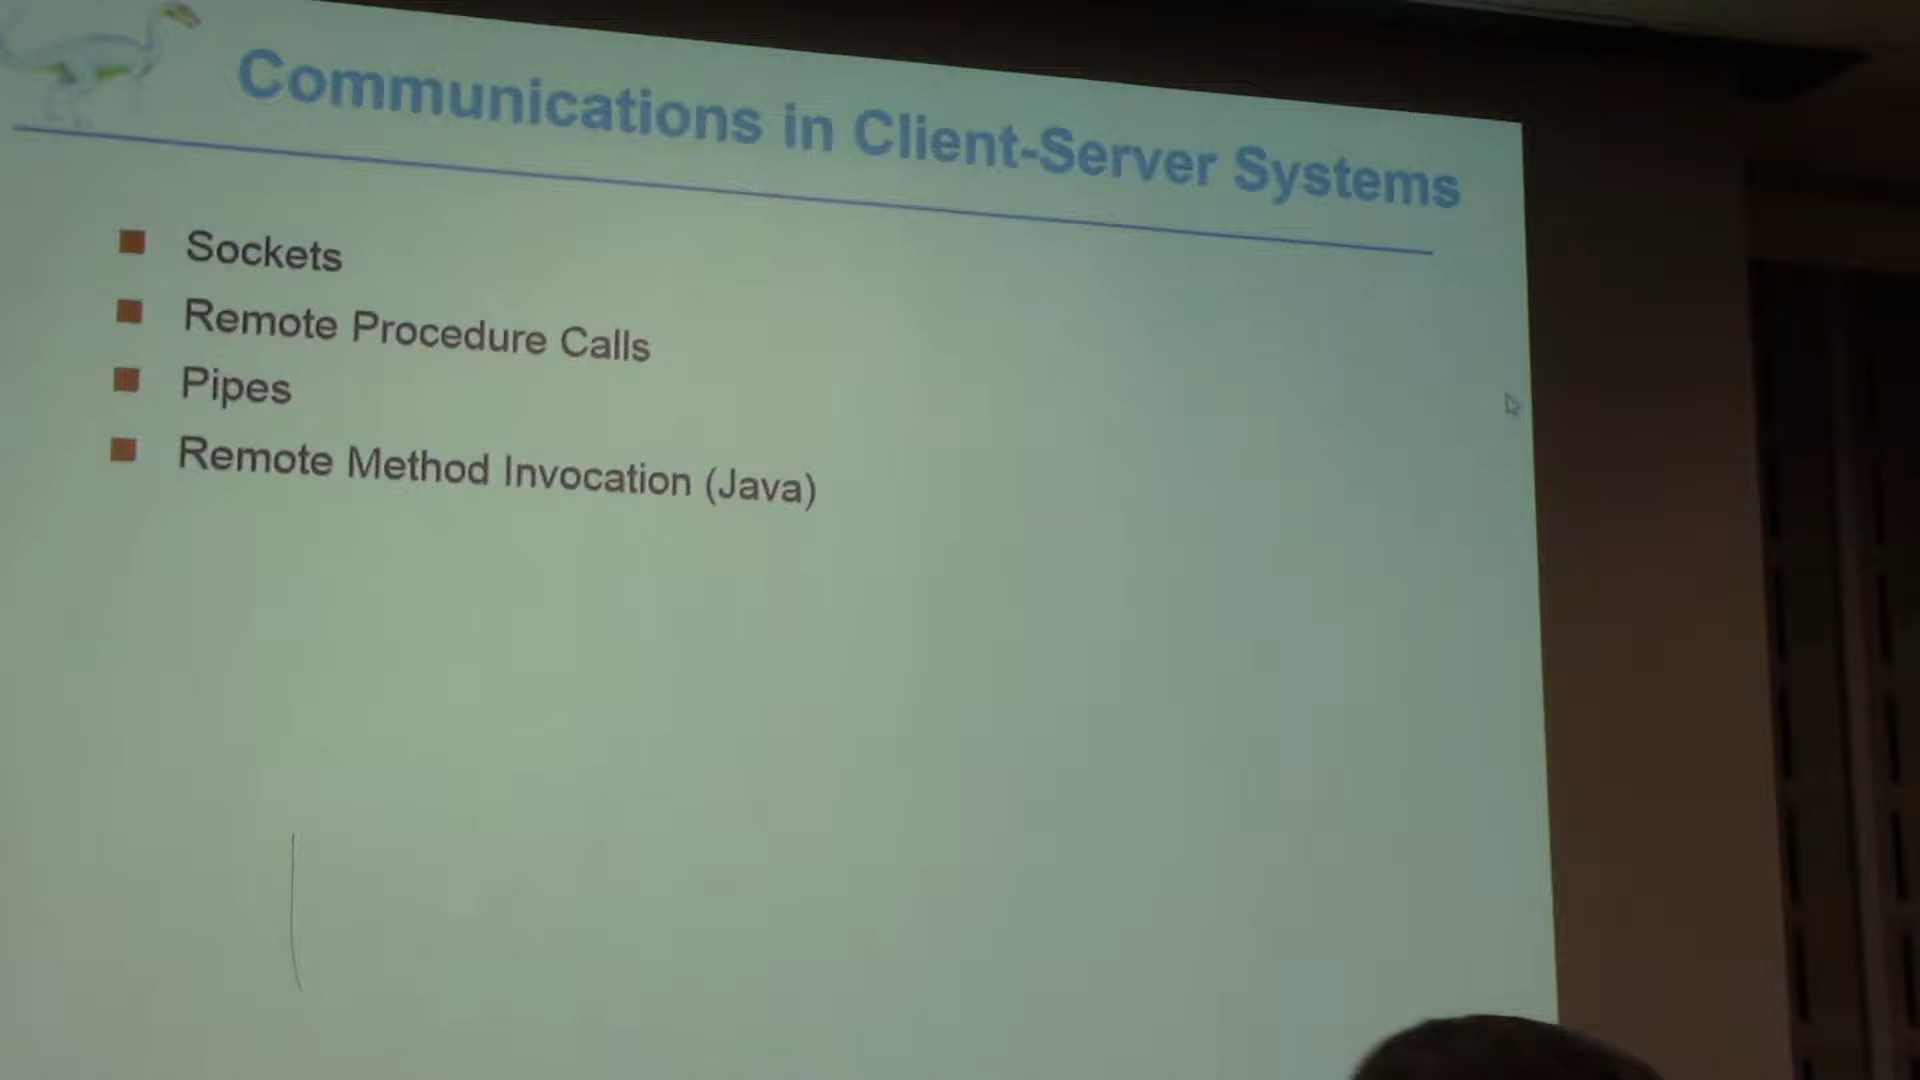 Communications in Client-Server Systems
Sockets
Remote Procedure Calls
Pipes
Remote Method Invocation (Java)